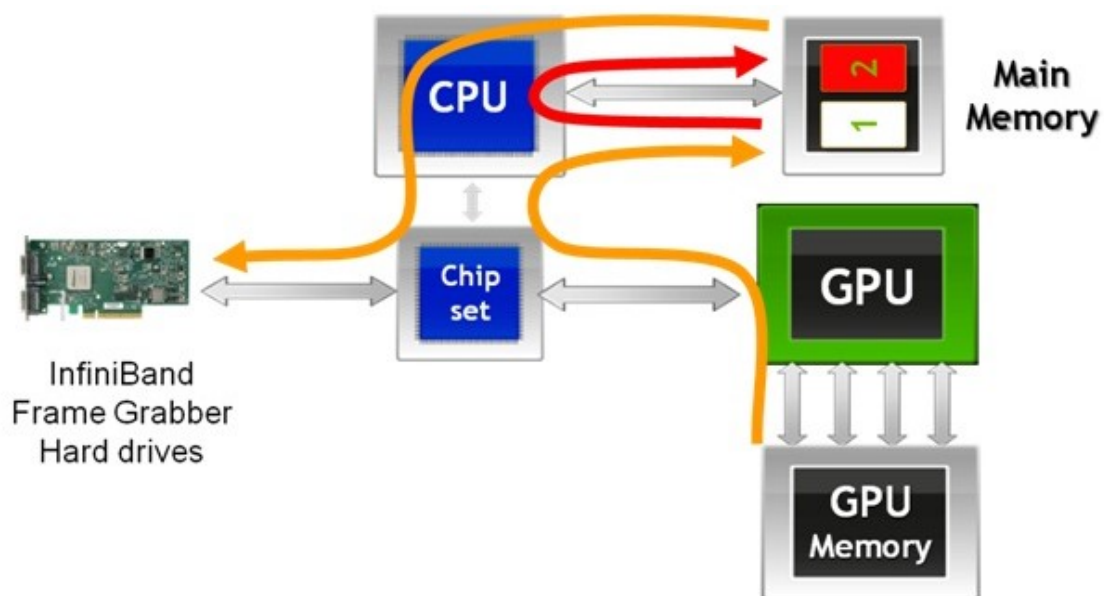 CPU
2
1
Main
Memory
Chip
set
GPU
InfiniBand
Frame Grabber
Hard drives
GPU
Memory